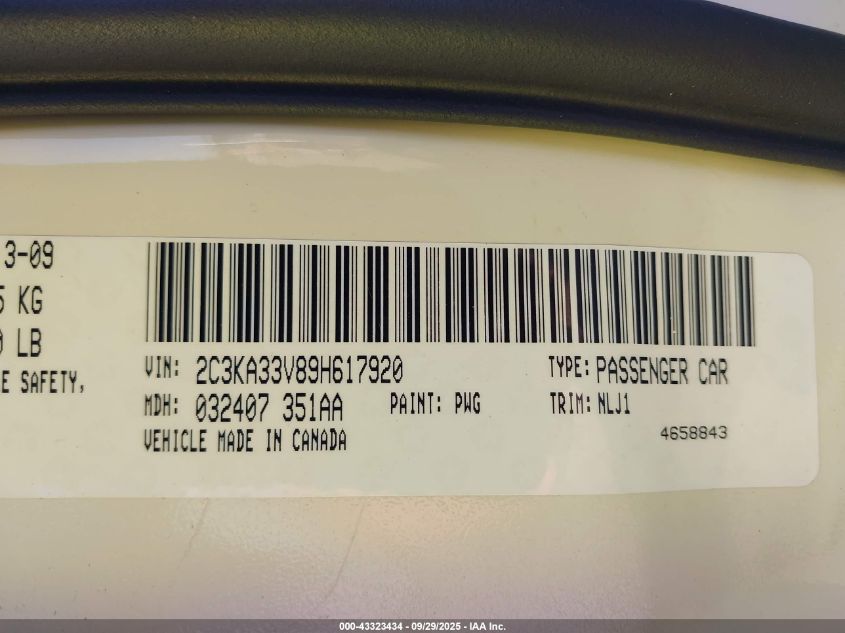 3-09
KG
LB
E SAFETY,
VIN: 2C3KA33V89H617920 TYPE: PASSENGER CAR
MDH: 032407 351AA PAINT: PWG TRIM: NLJ1
VEHICLE MADE IN CANADA 4658843
000-43323434 - 09/29/2025 - IAA Inc.